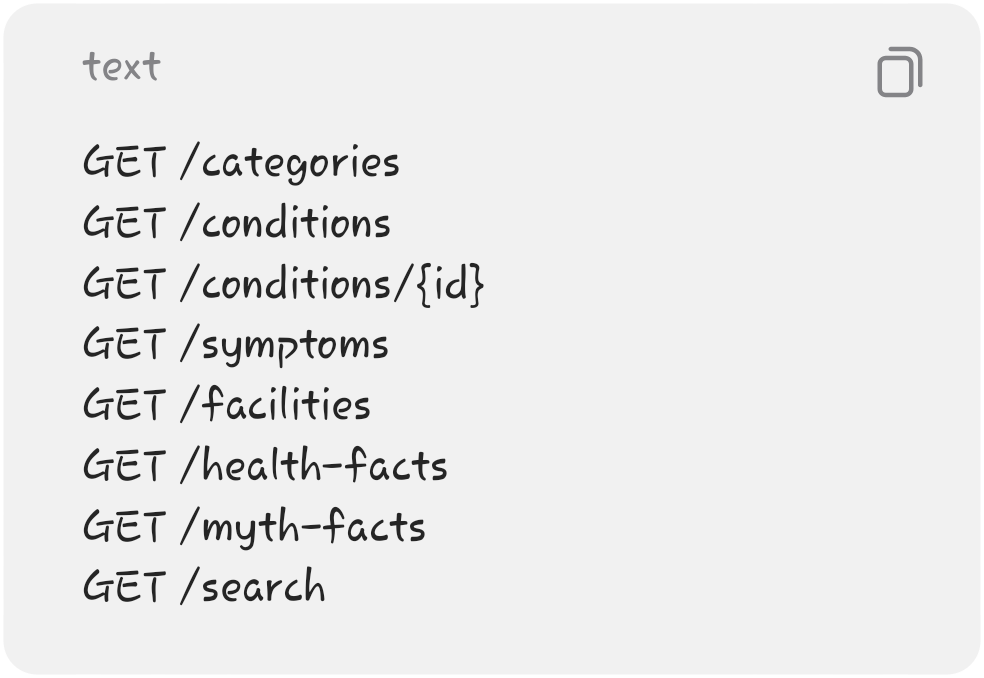 text
GET /categories
GET /conditions
GET /conditions/{id}
GET /symptoms
GET /facilities
GET /health-facts
GET /myth-facts
GET /search